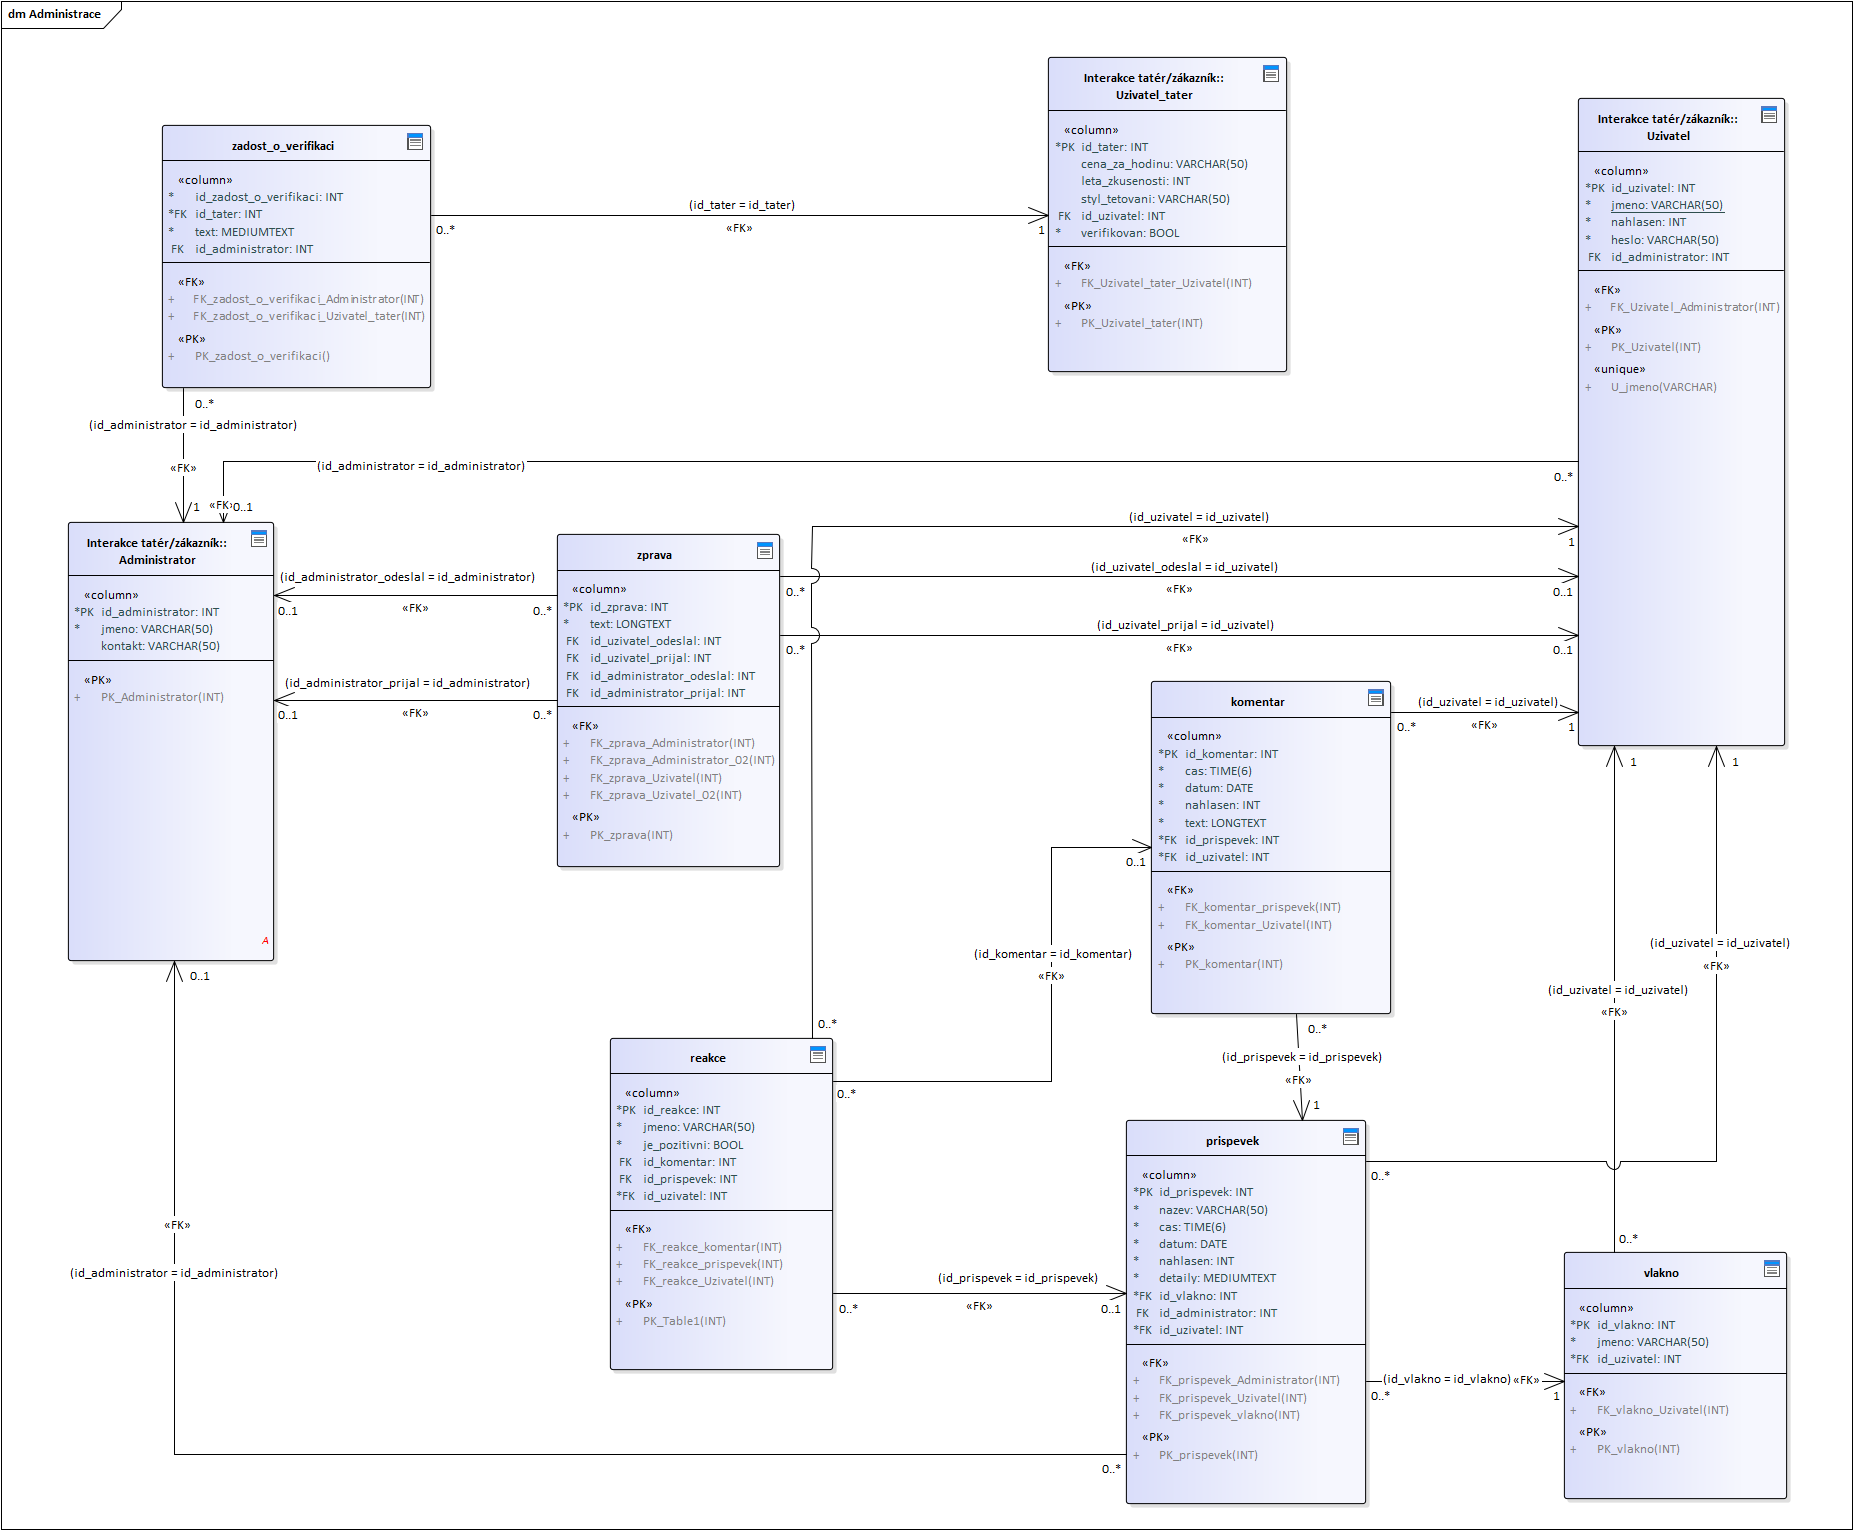 dm Administrace
zadost_o_verifikaci
«column»
* id_zadost_o_verifikaci: INT
*FK id_tater: INT
* text: MEDIUMTEXT
FK id_administrator: INT
«FK»
+ FK_zadost_o_verifikaci_Administrator(INT)
+ FK_zadost_o_verifikaci_Uzivatel_tater(INT)
«PK»
+ PK_zadost_o_verifikaci()
(id_tater = id_tater)
0..*
«FK»
1
Interakce tatér/zákazník::
Uzivatel_tater
«column»
*PK id_tater: INT
cena_za_hodinu: VARCHAR(50)
leta_zkusenosti: INT
styl_tetovani: VARCHAR(50)
FK id_uzivatel: INT
* verifikovan: BOOL
«FK»
+ FK_Uzivatel_tater_Uzivatel(INT)
«PK»
+ PK_Uzivatel_tater(INT)
Interakce tatér/zákazník::
Uzivatel
«column»
*PK id_uzivatel: INT
* jmeno: VARCHAR(50)
* nahlasen: INT
* heslo: VARCHAR(50)
FK id_administrator: INT
«FK»
+ FK_Uzivatel_Administrator(INT)
«PK»
+ PK_Uzivatel(INT)
«unique»
+ U_jmeno(VARCHAR)
0..*
(id_administrator = id_administrator)
«FK»
1
(id_administrator = id_administrator)
0..*
«FK»
0..1
Interakce tatér/zákazník::
Administrator
«column»
*PK id_administrator: INT
* jmeno: VARCHAR(50)
kontakt: VARCHAR(50)
«PK»
+ PK_Administrator(INT)
A
(id_administrator_odeslal = id_administrator)
0..1
«FK»
0..*
(id_administrator_prijal = id_administrator)
0..1
«FK»
0..*
zprava
«column»
*PK id_zprava: INT
* text: LONGTEXT
FK id_uzivatel_odeslal: INT
FK id_uzivatel_prijal: INT
FK id_administrator_odeslal: INT
FK id_administrator_prijal: INT
«FK»
+ FK_zprava_Administrator(INT)
+ FK_zprava_Administrator_02(INT)
+ FK_zprava_Uzivatel(INT)
+ FK_zprava_Uzivatel_02(INT)
«PK»
+ PK_zprava(INT)
(id_uzivatel = id_uzivatel)
«FK»
1
0..*
(id_uzivatel_odeslal = id_uzivatel)
0..*
«FK»
0..1
(id_uzivatel_prijal = id_uzivatel)
0..*
«FK»
0..1
komentar
«column»
*PK id_komentar: INT
* cas: TIME(6)
* datum: DATE
* nahlasen: INT
* text: LONGTEXT
*FK id_prispevek: INT
*FK id_uzivatel: INT
«FK»
+ FK_komentar_prispevek(INT)
+ FK_komentar_Uzivatel(INT)
«PK»
+ PK_komentar(INT)
(id_uzivatel = id_uzivatel)
0..*
«FK»
1
1
1
(id_uzivatel = id_uzivatel)
«FK»
(id_uzivatel = id_uzivatel)
«FK»
0..1
(id_komentar = id_komentar)
«FK»
0..*
0..*
(id_prispevek = id_prispevek)
«FK»
1
0..1
«FK»
(id_administrator = id_administrator)
0..*
reakce
«column»
*PK id_reakce: INT
* jmeno: VARCHAR(50)
* je_pozitivni: BOOL
FK id_komentar: INT
FK id_prispevek: INT
*FK id_uzivatel: INT
«FK»
+ FK_reakce_komentar(INT)
+ FK_reakce_prispevek(INT)
+ FK_reakce_Uzivatel(INT)
«PK»
+ PK_Table1(INT)
(id_prispevek = id_prispevek)
0..*
«FK»
0..1
prispevek
«column»
*PK id_prispevek: INT
* nazev: VARCHAR(50)
* cas: TIME(6)
* datum: DATE
* nahlasen: INT
* detaily: MEDIUMTEXT
*FK id_vlakno: INT
FK id_administrator: INT
*FK id_uzivatel: INT
«FK»
+ FK_prispevek_Administrator(INT)
+ FK_prispevek_Uzivatel(INT)
+ FK_prispevek_vlakno(INT)
«PK»
+ PK_prispevek(INT)
0..*
0..*
(id_vlakno = id_vlakno) «FK»
0..*
1
vlakno
«column»
*PK id_vlakno: INT
* jmeno: VARCHAR(50)
*FK id_uzivatel: INT
«FK»
+ FK_vlakno_Uzivatel(INT)
«PK»
+ PK_vlakno(INT)